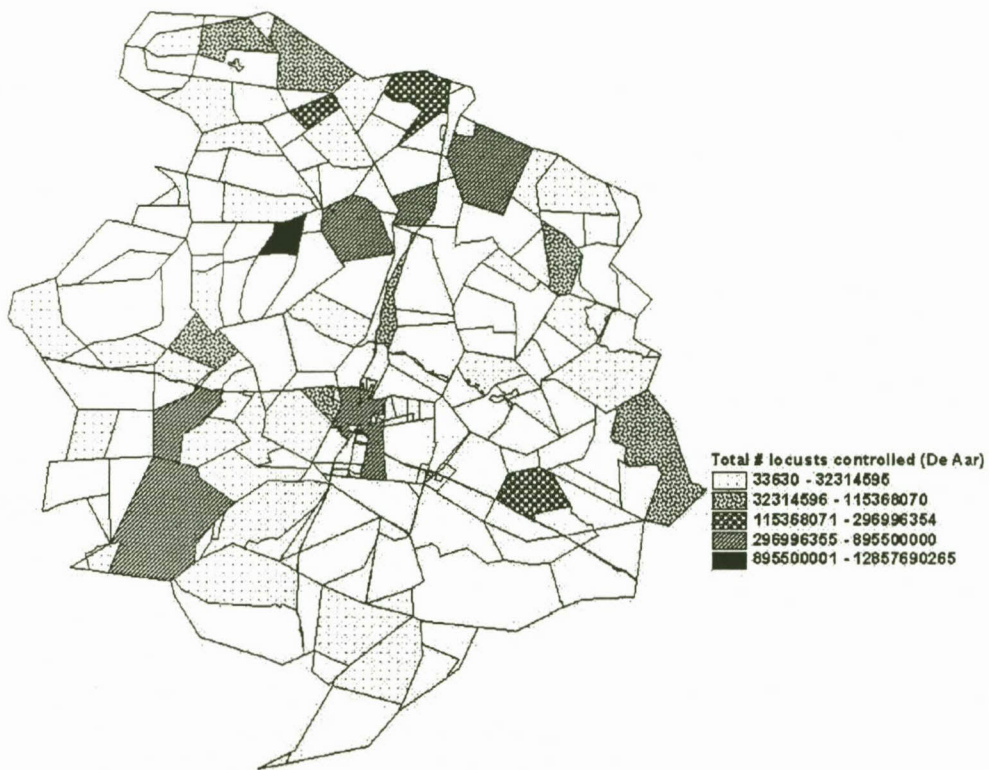 Total # locusts controlled (De Aar)
33630 - 32314595
32314596 - 115368070
115368071 - 296996354
296996355 - 895500000
895500001 - 12857690265